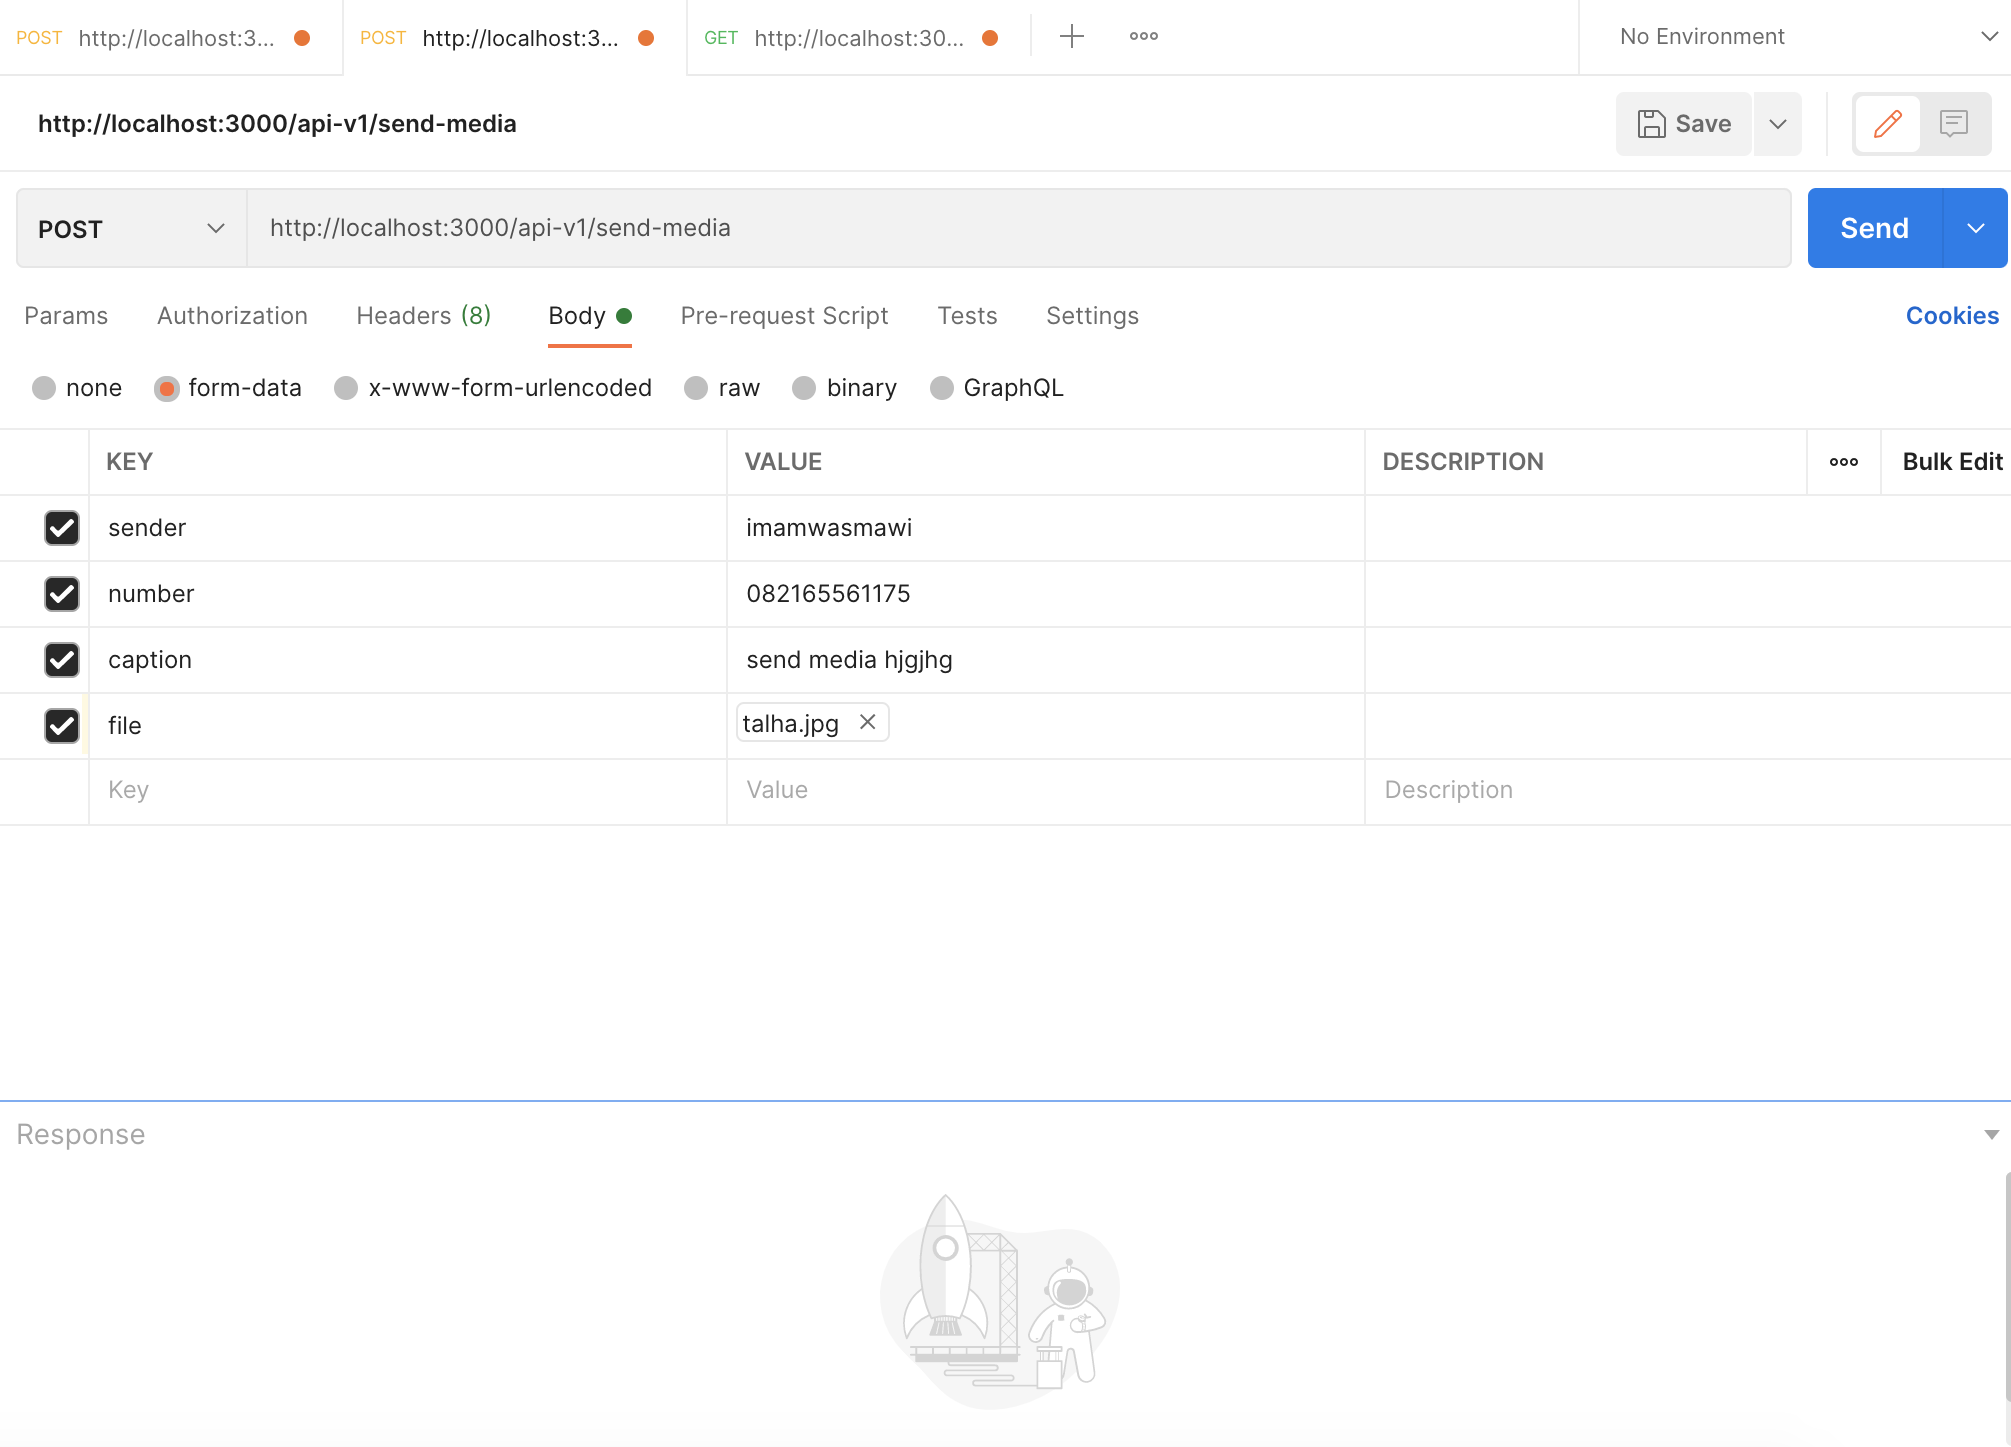 POST http://localhost:3... POST http://localhost:3... GET http://localhost:30... No Environment
http://localhost:3000/api-v1/send-media Save
POST http://localhost:3000/api-v1/send-media Send
Params Authorization Headers (8) Body Pre-request Script Tests Settings Cookies
none form-data x-www-form-urlencoded raw binary GraphQL
KEY VALUE DESCRIPTION Bulk Edit
sender imamwasmawi
number 082165561175
caption send media hjgjhg
file talha.jpg
Key Value Description
Response